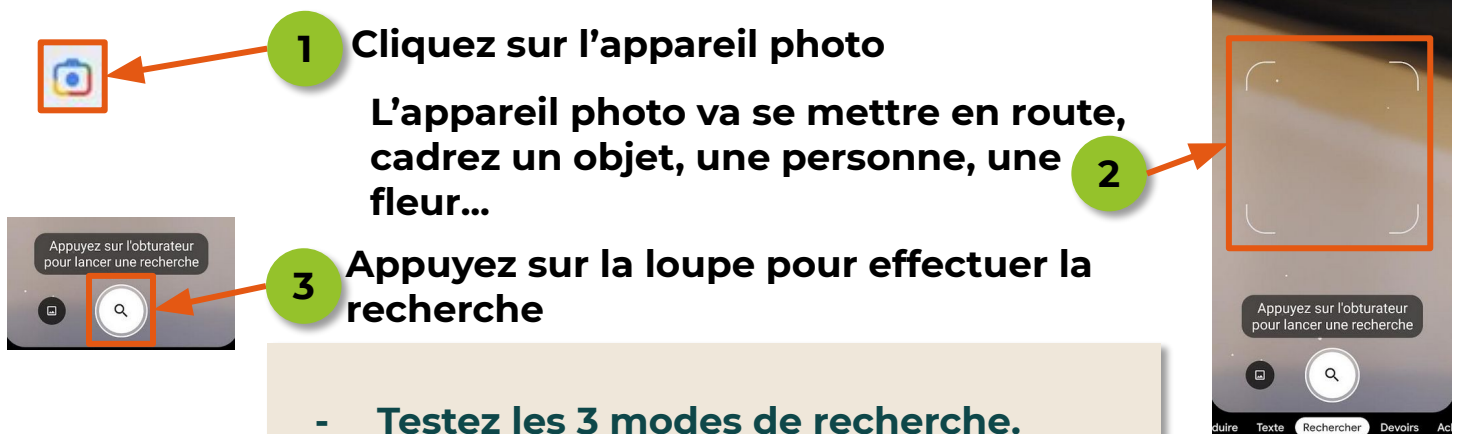 1
Cliquez sur l’appareil photo
L’appareil photo va se mettre en route,
cadrez un objet, une personne, une
fleur...
2
Appuyez sur l'obturateur
pour lancer une recherche
3
Appuyez sur la loupe pour effectuer la
recherche
Appuyez sur l'obturateur
pour lancer une recherche
- Testez les 3 modes de recherche.
duire Texte Rechercher Devoirs Ac